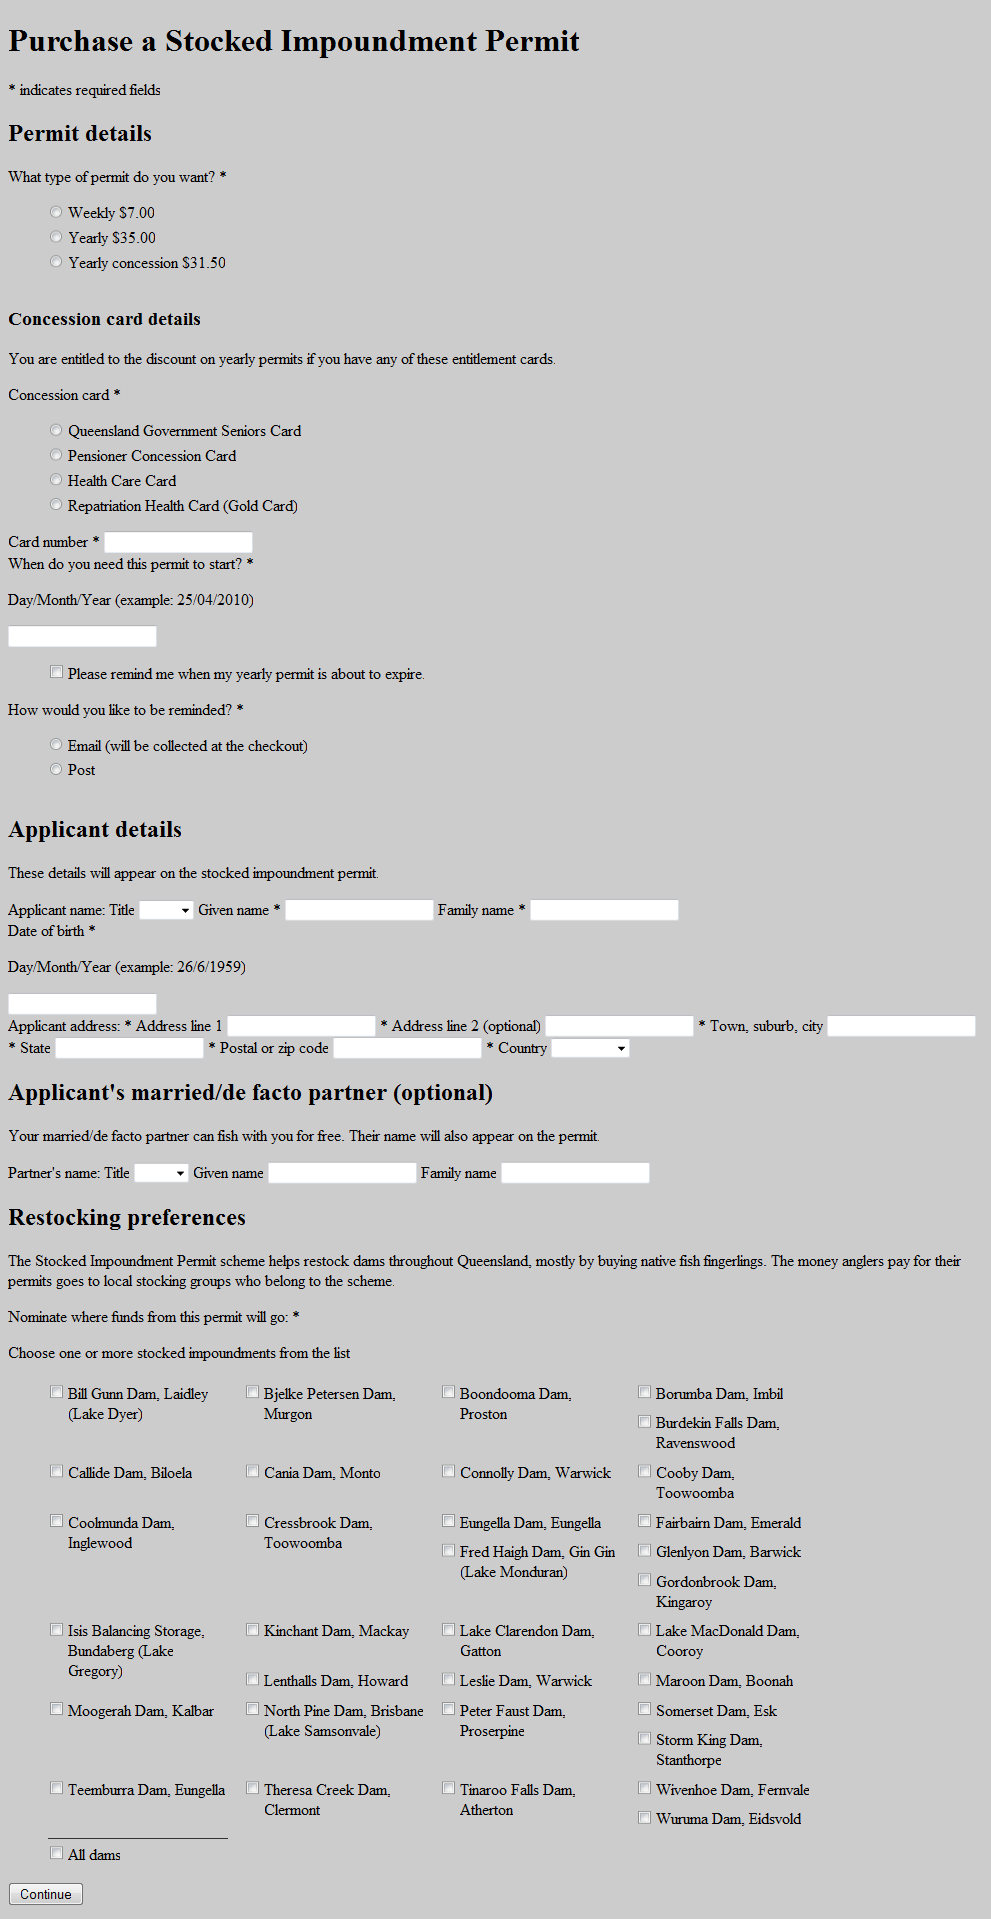 Purchase a Stocked Impoundment Permit
* indicates required fields
Permit details
What type of permit do you want? *
Weekly $7.00
Yearly $35.00
Yearly concession $31.50
Concession card details
You are entitled to the discount on yearly permits if you have any of these entitlement cards.
Concession card *
Queensland Government Seniors Card
Pensioner Concession Card
Health Care Card
Repatriation Health Card (Gold Card)
Card number *
When do you need this permit to start? *
Day/Month/Year (example: 25/04/2010)
Please remind me when my yearly permit is about to expire.
How would you like to be reminded? *
Email (will be collected at the checkout)
Post
Applicant details
These details will appear on the stocked impoundment permit.
Applicant name: Title Given name * Family name *
Date of birth *
Day/Month/Year (example: 26/6/1959)
Applicant address: * Address line 1 * Address line 2 (optional) * Town, suburb, city
* State * Postal or zip code * Country
Applicant's married/de facto partner (optional)
Your married/de facto partner can fish with you for free. Their name will also appear on the permit.
Partner's name: Title Given name Family name
Restocking preferences
The Stocked Impoundment Permit scheme helps restock dams throughout Queensland, mostly by buying native fish fingerlings. The money anglers pay for their
permits goes to local stocking groups who belong to the scheme.
Nominate where funds from this permit will go: *
Choose one or more stocked impoundments from the list
Bill Gunn Dam, Laidley
(Lake Dyer)
Bjelke Petersen Dam,
Murgon
Boondooma Dam,
Proston
Borumba Dam, Imbil
Burdekin Falls Dam,
Ravenswood
Callide Dam, Biloela
Cania Dam, Monto
Connolly Dam, Warwick
Cooby Dam,
Toowoomba
Coolmunda Dam,
Inglewood
Cressbrook Dam,
Toowoomba
Eungella Dam, Eungella
Fairbairn Dam, Emerald
Fred Haigh Dam, Gin Gin
(Lake Monduran)
Glenlyon Dam, Barwick
Gordonbrook Dam,
Kingaroy
Isis Balancing Storage,
Bundaberg (Lake
Gregory)
Kinchant Dam, Mackay
Lake Clarendon Dam,
Gatton
Lake MacDonald Dam,
Cooroy
Lenthalls Dam, Howard
Leslie Dam, Warwick
Maroon Dam, Boonah
Moogerah Dam, Kalbar
North Pine Dam, Brisbane
(Lake Samsonvale)
Peter Faust Dam,
Proserpine
Somerset Dam, Esk
Storm King Dam,
Stanthorpe
Teemburra Dam, Eungella
Theresa Creek Dam,
Clermont
Tinaroo Falls Dam,
Atherton
Wivenhoe Dam, Fernvale
Wuruma Dam, Eidsvold
All dams
Continue